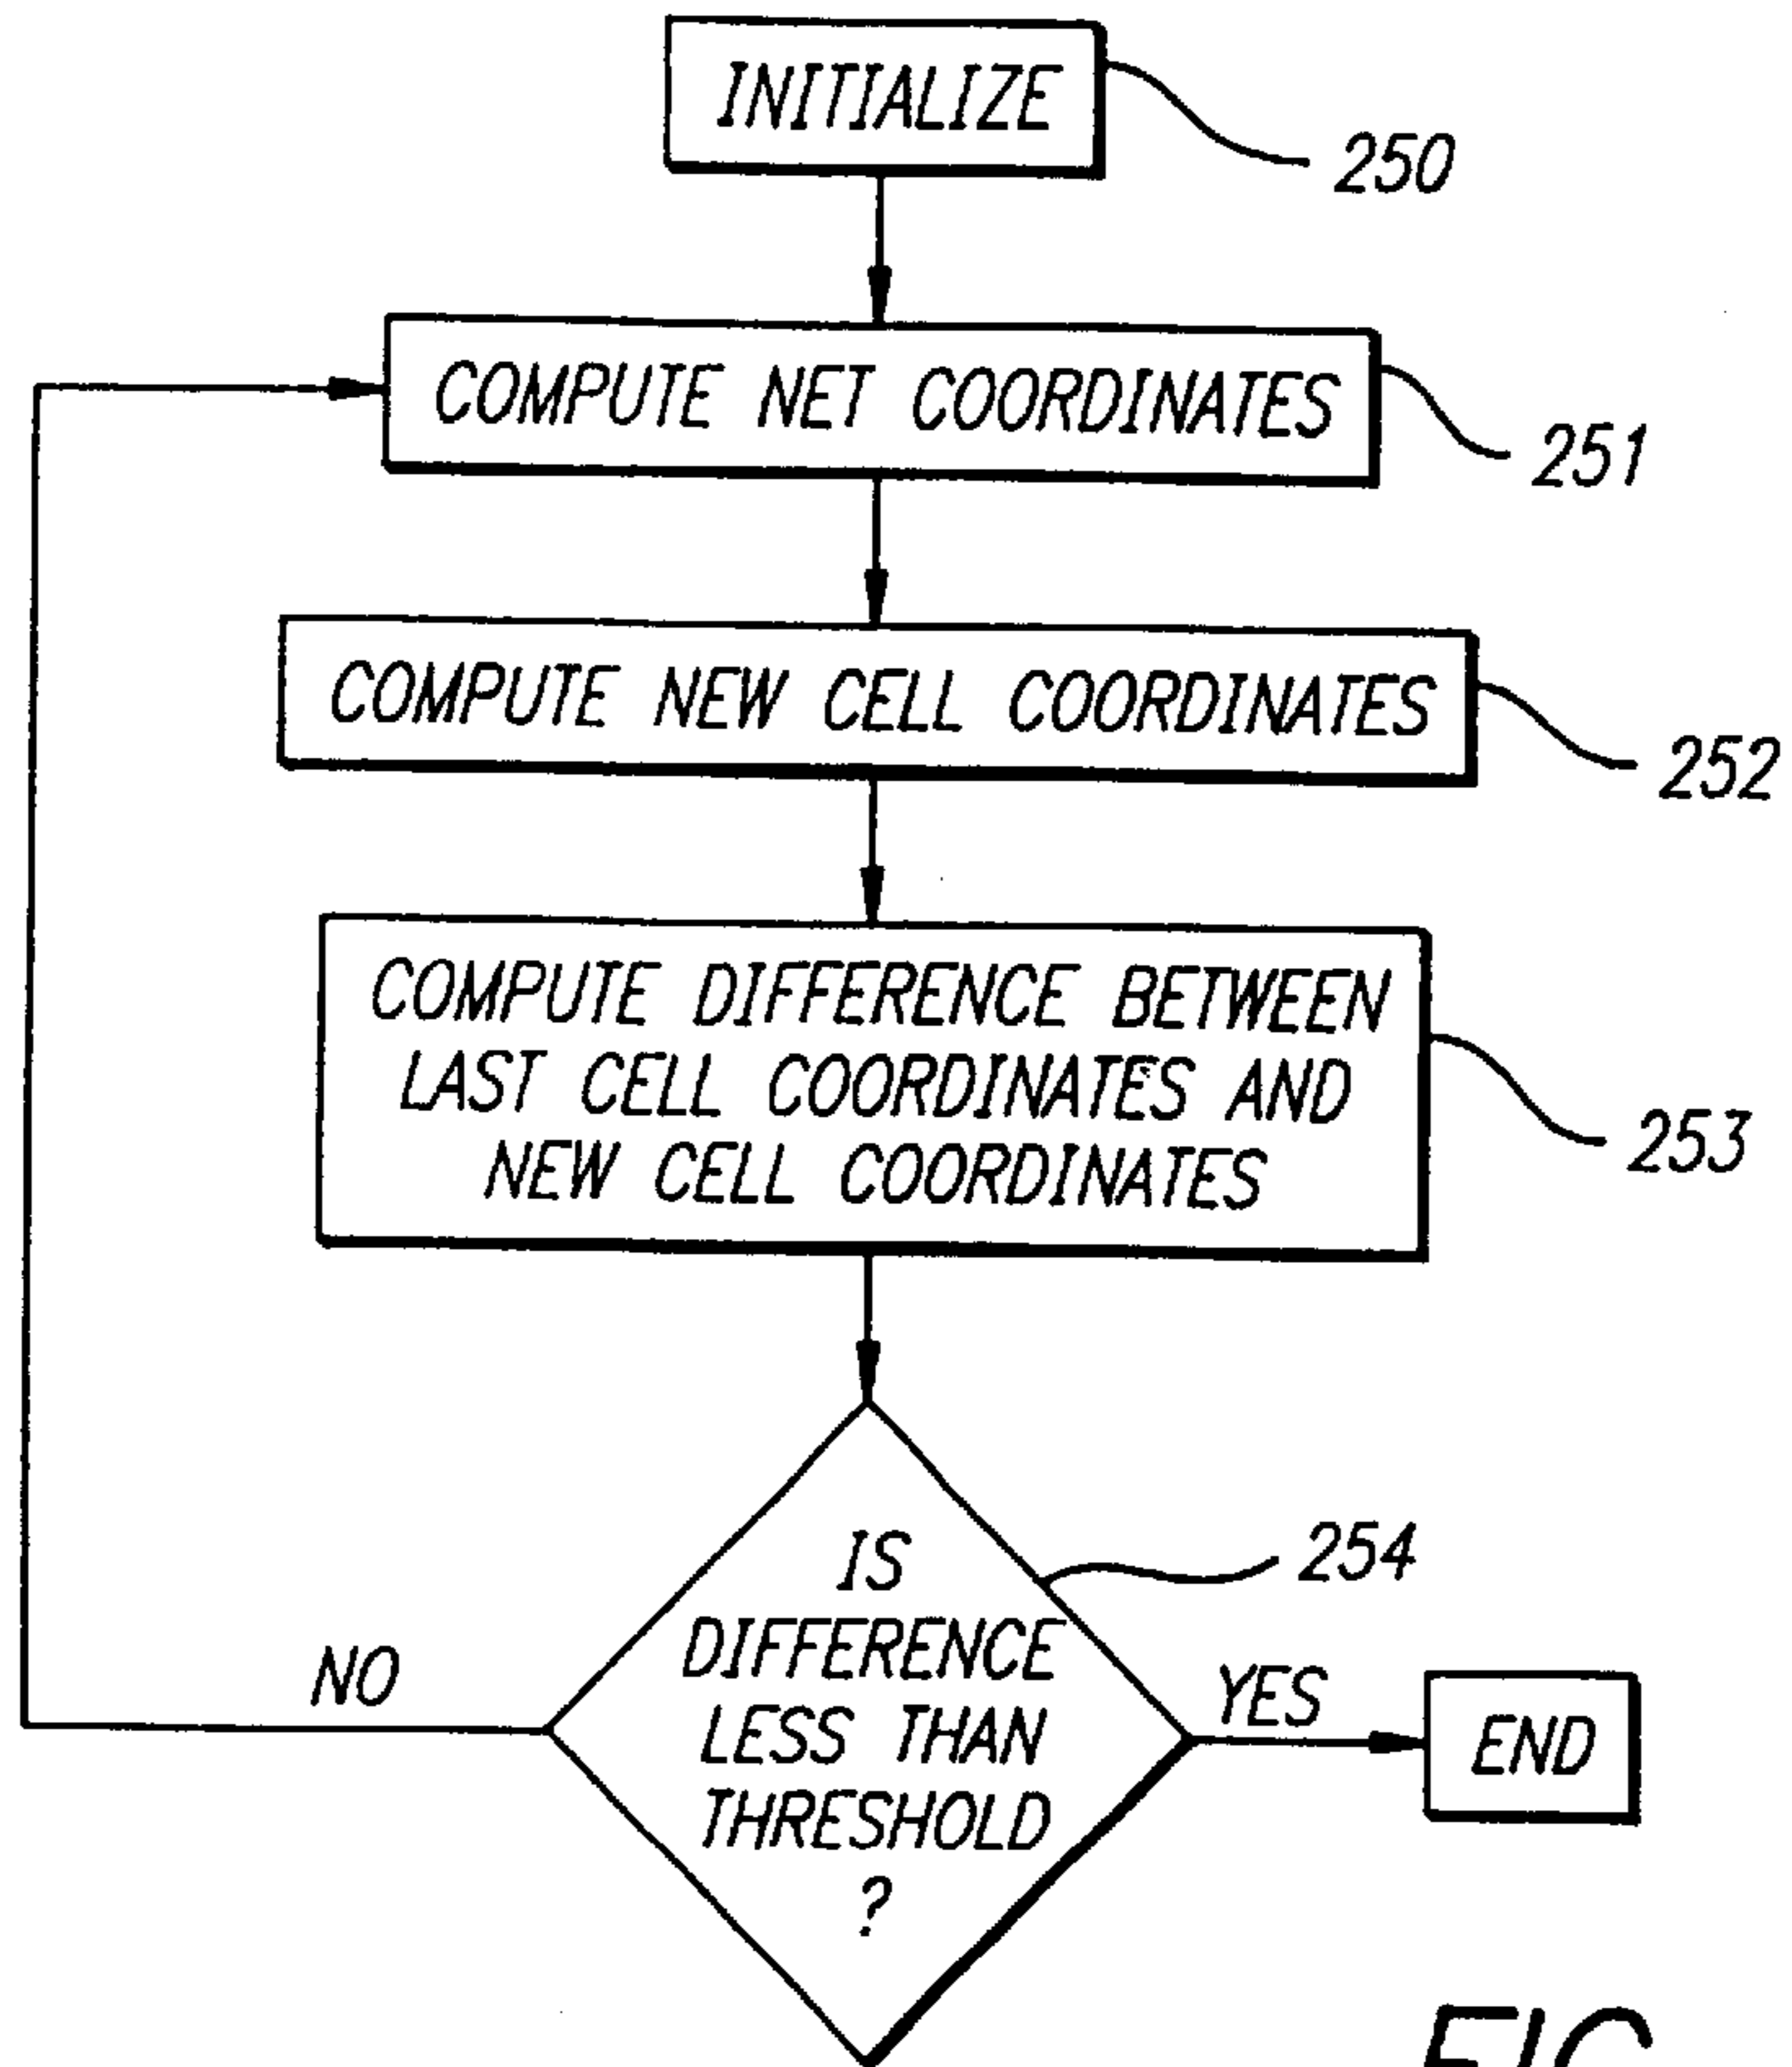 INITIALIZE
250
COMPUTE NET COORDINATES
251
COMPUTE NEW CELL COORDINATES
252
COMPUTE DIFFERENCE BETWEEN
LAST CELL COORDINATES AND
NEW CELL COORDINATES
253
IS
DIFFERENCE
LESS THAN
THRESHOLD
?
254
NO
YES
END